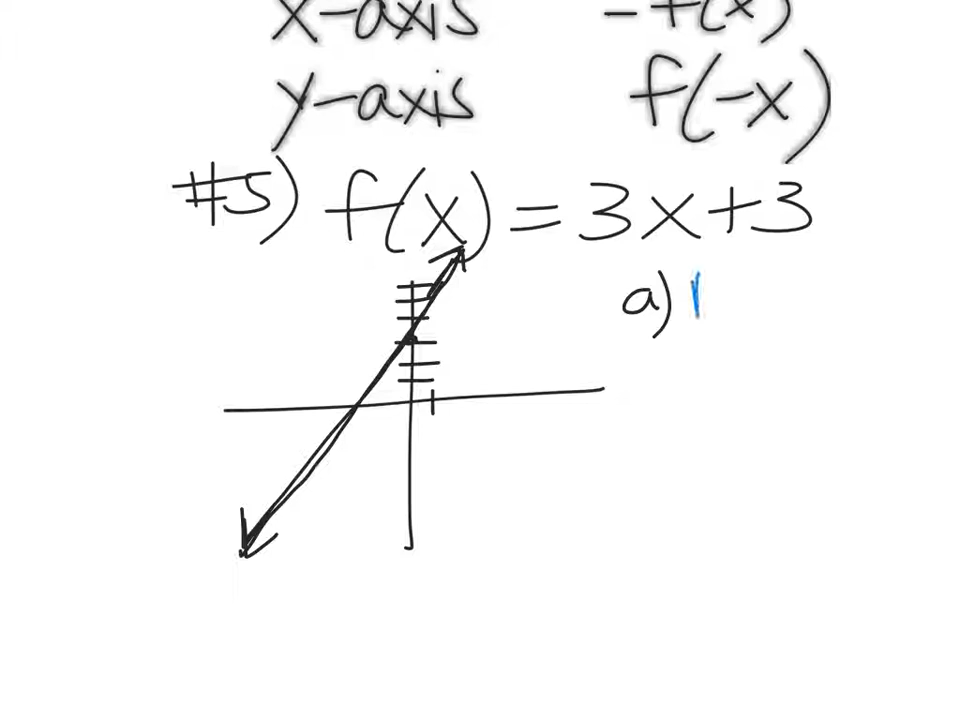 x-axis -f(x)
y-axis f(-x)
#5) f(x) = 3x+3
a)